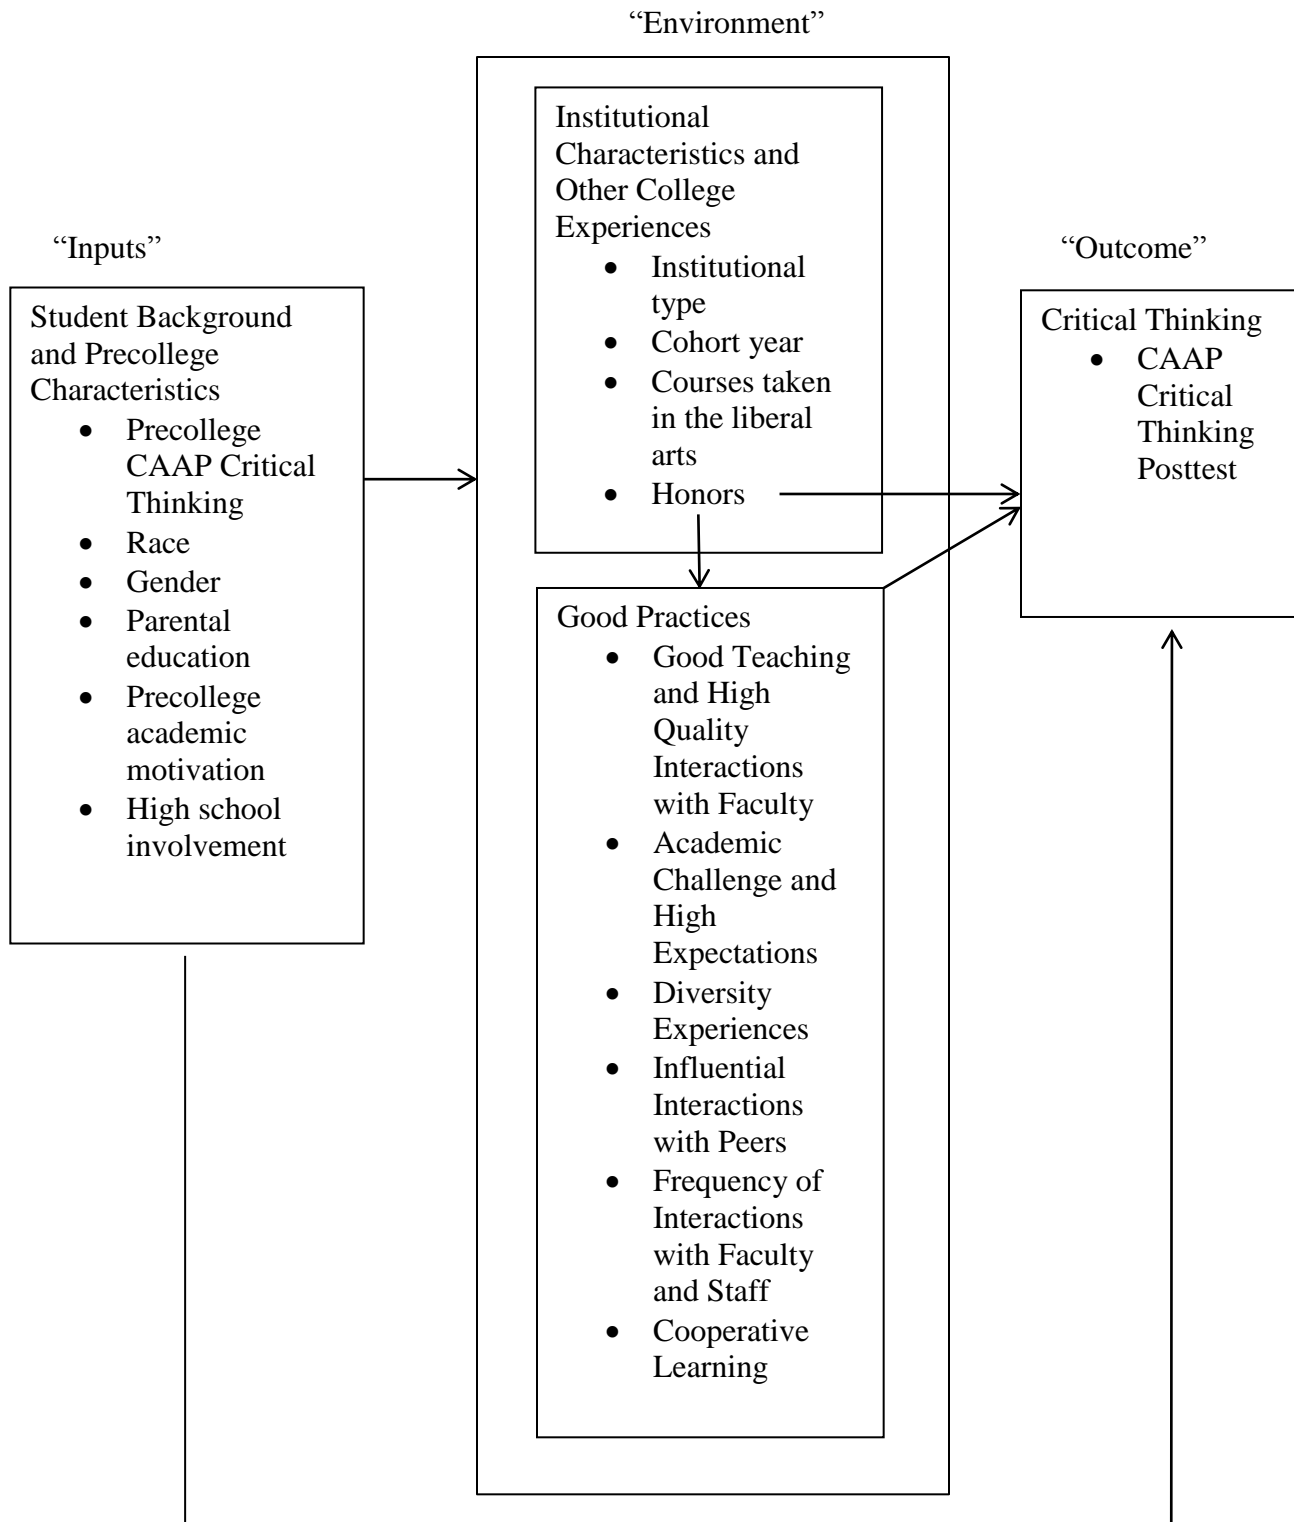 “Environment”
Institutional
Characteristics and
Other College
Experiences
• Institutional
type
• Cohort year
• Courses taken
in the liberal
arts
• Honors
“Inputs”
Student Background
and Precollege
Characteristics
• Precollege
CAAP Critical
Thinking
• Race
• Gender
• Parental
education
• Precollege
academic
motivation
• High school
involvement
“Outcome”
Critical Thinking
• CAAP
Critical
Thinking
Posttest
Good Practices
• Good Teaching
and High
Quality
Interactions
with Faculty
• Academic
Challenge and
High
Expectations
• Diversity
Experiences
• Influential
Interactions
with Peers
• Frequency of
Interactions
with Faculty
and Staff
• Cooperative
Learning